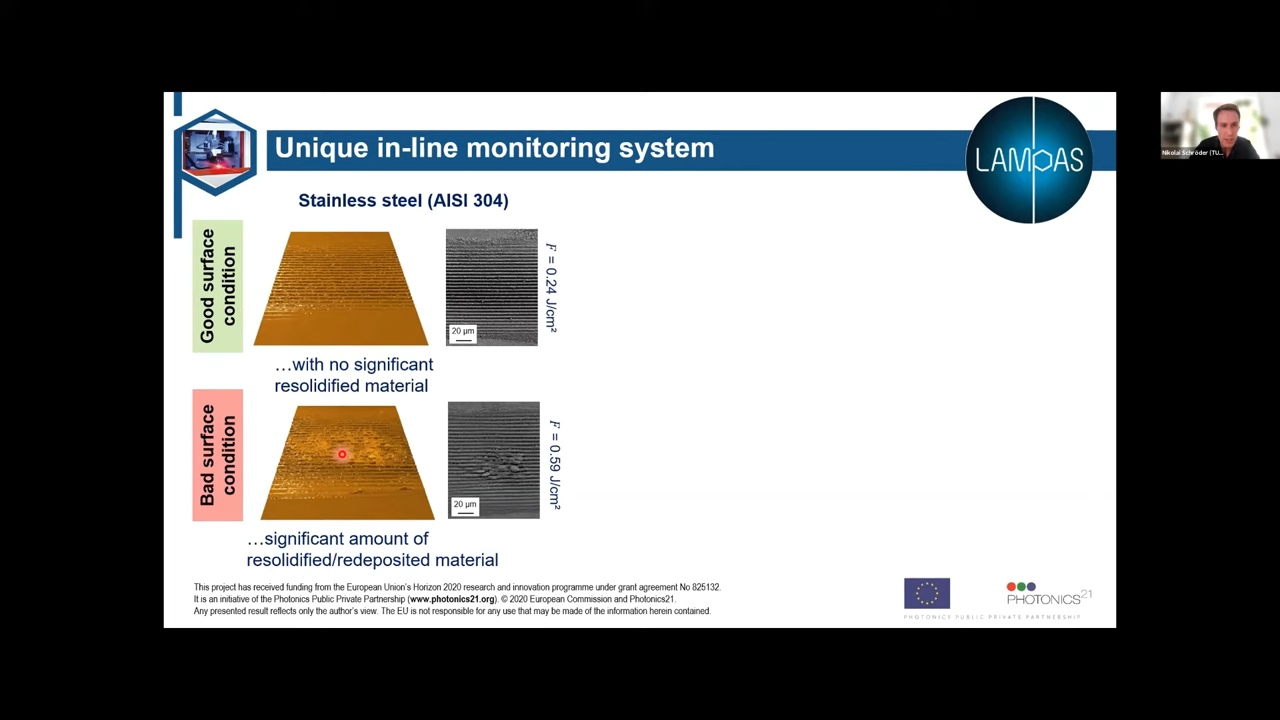 Unique in-line monitoring system
LAMPAS
Nikolai Schröder (TU...
Stainless steel (AISI 304)
Good surface
condition
20 µm
F = 0.24 J/cm²
…with no significant
resolidified material
Bad surface
condition
20 µm
F = 0.59 J/cm²
…significant amount of
resolidified/redeposited material
This project has received funding from the European Union's Horizon 2020 research and innovation programme under grant agreement No 825132.
It is an initiative of the Photonics Public Private Partnership (www.photonics21.org). © 2020 European Commission and Photonics21.
Any presented result reflects only the author's view. The EU is not responsible for any use that may be made of the information herein contained.
PHOTONICS21
PHOTONICS PUBLIC PRIVATE PARTNERSHIP